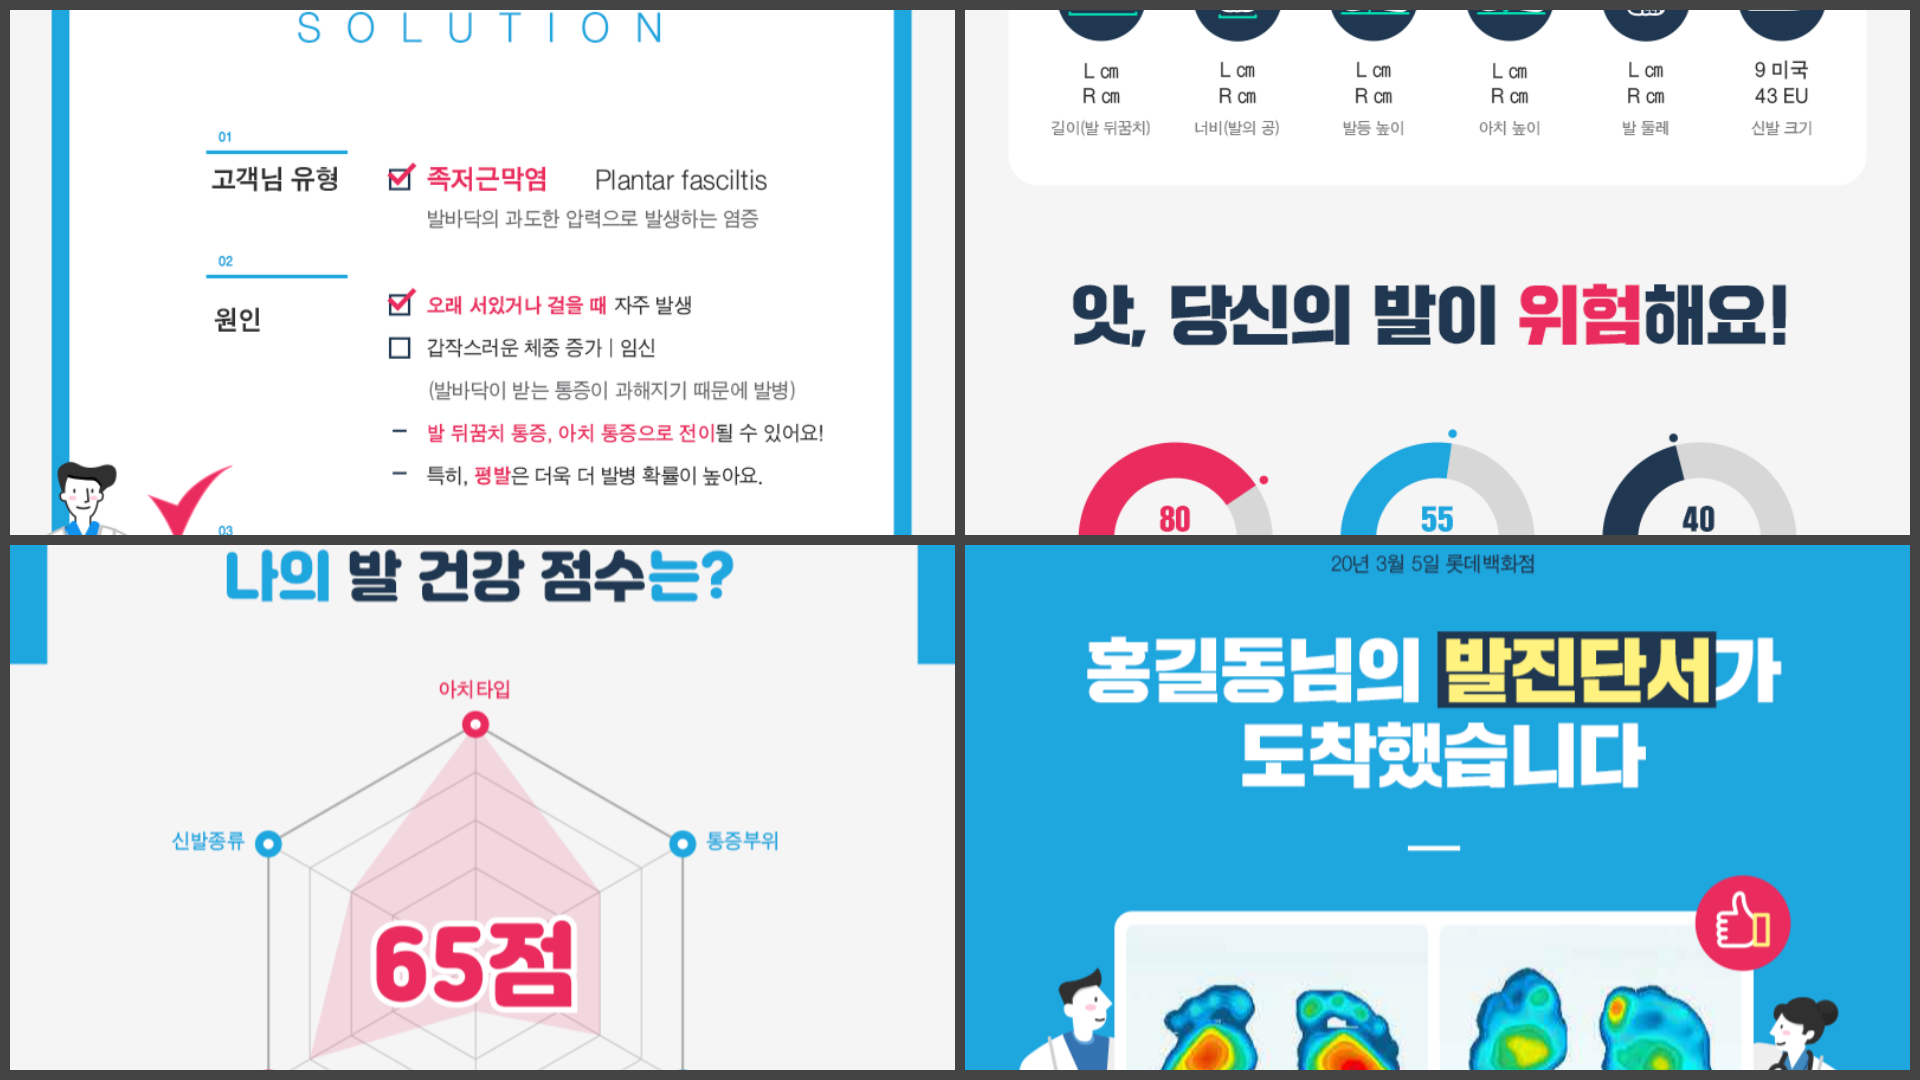 SOLUTION
01
고객님 유형
족저근막염 Plantar fasciltis
발바닥의 과도한 압력으로 발생하는 염증
02
원인
오래 서있거나 걸을 때 자주 발생
갑작스러운 체중 증가 | 임신
(발바닥이 받는 통증이 과해지기 때문에 발병)
– 발 뒤꿈치 통증, 아치 통증으로 전이될 수 있어요!
– 특히, 평발은 더욱 더 발병 확률이 높아요.
03
L cm L cm L cm L cm L cm 9 미국
R cm R cm R cm R cm R cm 43 EU
길이(발 뒤꿈치) 너비(발의 공) 발등 높이 아치 높이 발 둘레 신발 크기
앗, 당신의 발이 위험해요!
80 55 40
나의 발 건강 점수는?
아치타입
신발종류 통증부위
65점
20년 3월 5일 롯데백화점
홍길동님의 발진단서가
도착했습니다